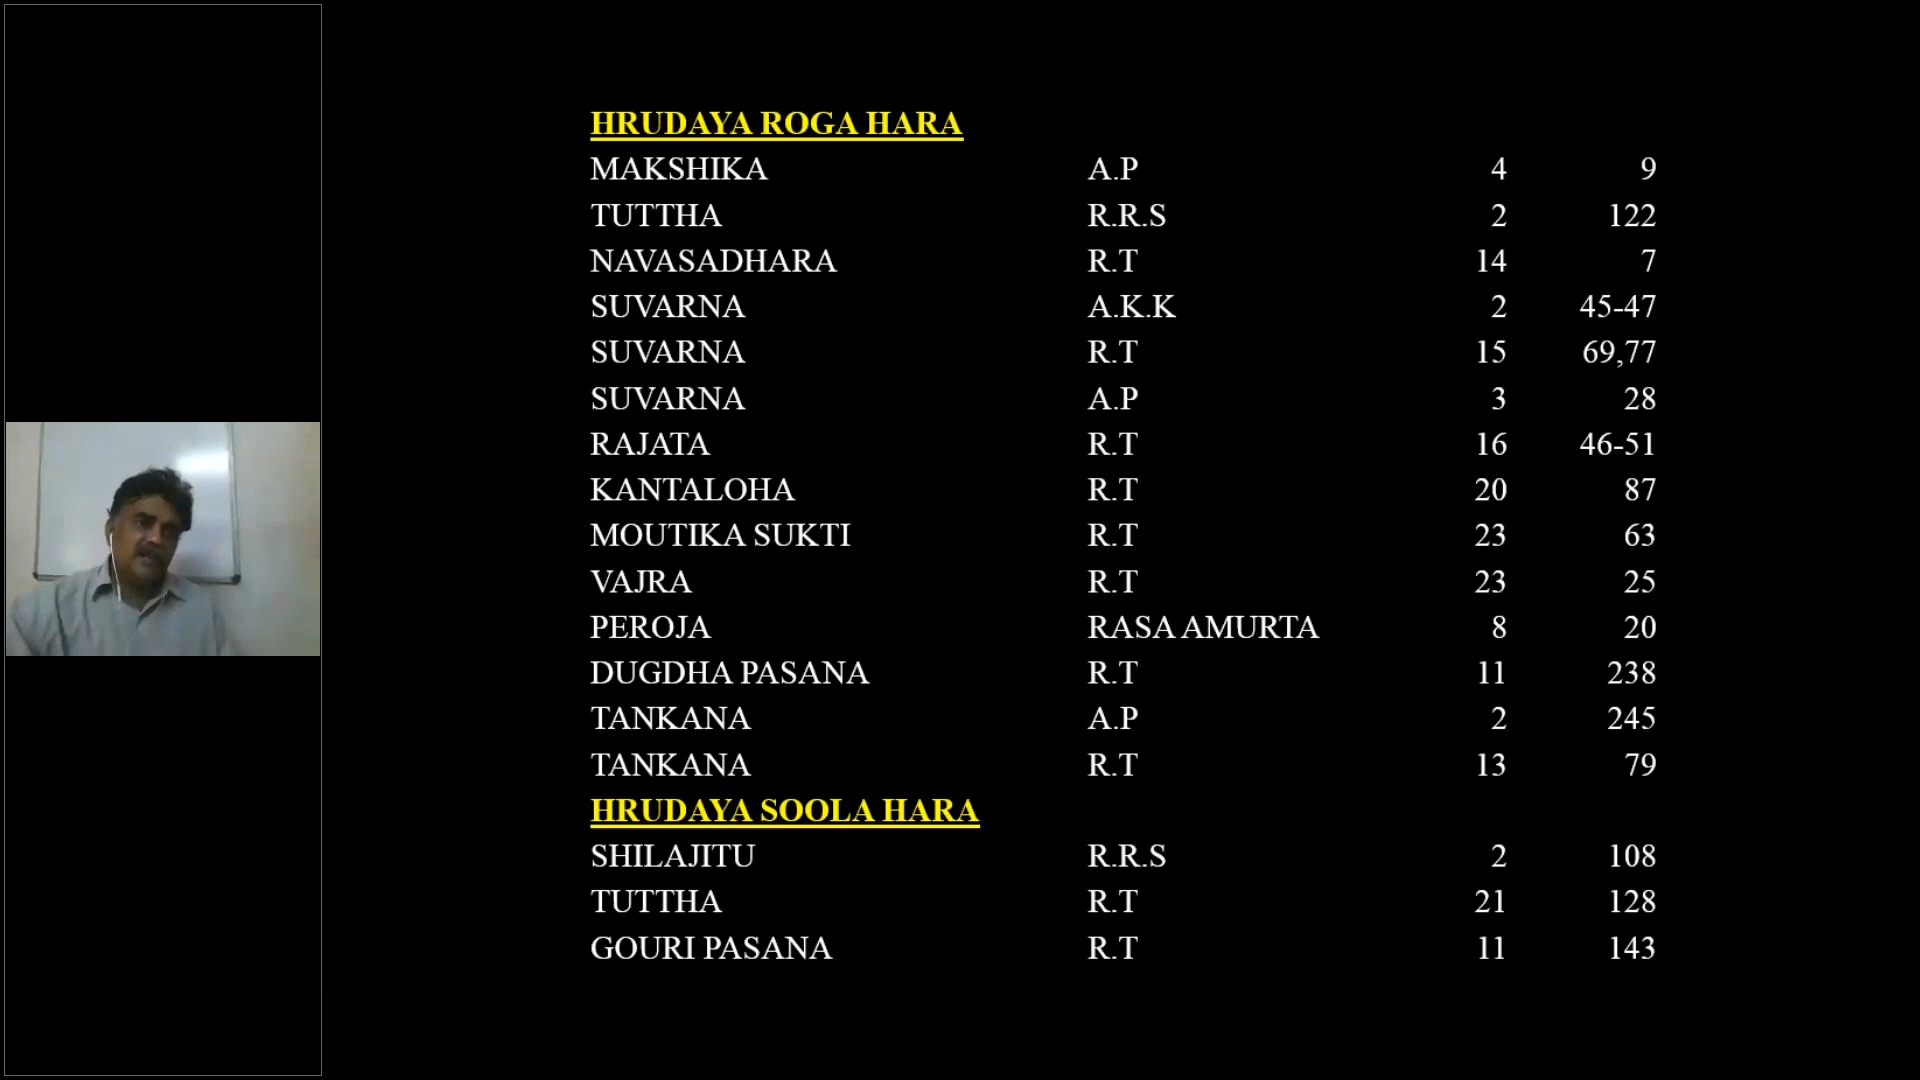 HRUDAYA ROGA HARA
MAKSHIKA A.P 4 9
TUTTHA R.R.S 2 122
NAVASADHARA R.T 14 7
SUVARNA A.K.K 2 45-47
SUVARNA R.T 15 69,77
SUVARNA A.P 3 28
RAJATA R.T 16 46-51
KANTALOHA R.T 20 87
MOUTIKA SUKTI R.T 23 63
VAJRA R.T 23 25
PEROJA RASA AMURTA 8 20
DUGDHA PASANA R.T 11 238
TANKANA A.P 2 245
TANKANA R.T 13 79
HRUDAYA SOOLA HARA
SHILAJITU R.R.S 2 108
TUTTHA R.T 21 128
GOURI PASANA R.T 11 143